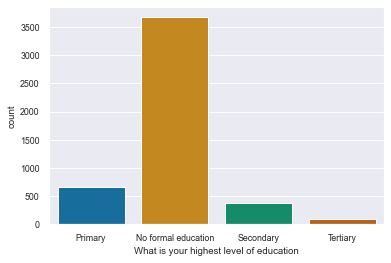 3500
3000
2500
2000
1500
1000
500
0
count
Primary No formal education Secondary Tertiary
What is your highest level of education